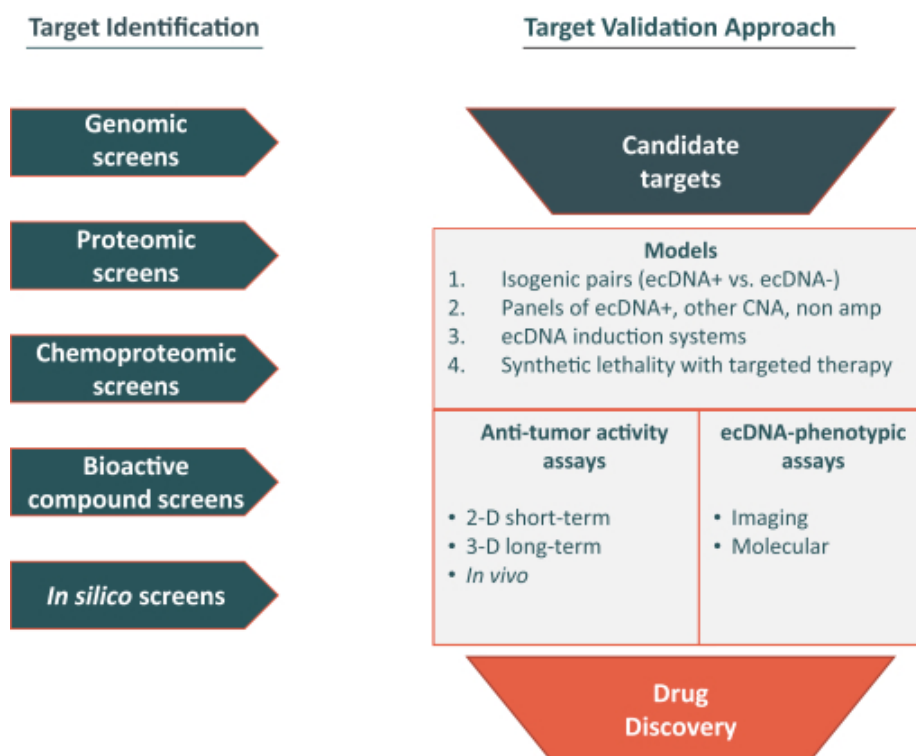 Target Identification
Genomic
screens
Proteomic
screens
Chemoproteomic
screens
Bioactive
compound screens
In silico screens
Target Validation Approach
Candidate
targets
Models
1. Isogenic pairs (ecDNA+ vs. ecDNA-)
2. Panels of ecDNA+, other CNA, non amp
3. ecDNA induction systems
4. Synthetic lethality with targeted therapy
Anti-tumor activity
assays
• 2-D short-term
• 3-D long-term
• In vivo
ecDNA-phenotypic
assays
• Imaging
• Molecular
Drug
Discovery